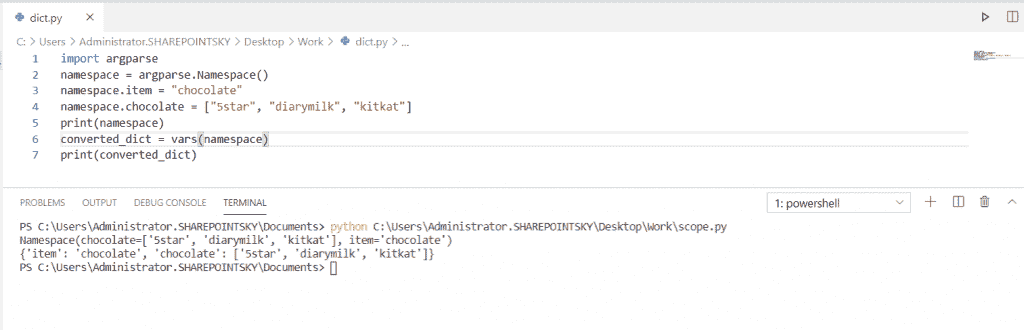 dict.py
C: > Users > Administrator.SHAREPOINTSKY > Desktop > Work > dict.py > ...
1 import argparse
2 namespace = argparse.Namespace()
3 namespace.item = "chocolate"
4 namespace.chocolate = ["5star", "diarymilk", "kitkat"]
5 print(namespace)
6 converted_dict = vars(namespace)
7 print(converted_dict)
PROBLEMS OUTPUT DEBUG CONSOLE TERMINAL 1: powershell
PS C:\Users\Administrator.SHAREPOINTSKY\Documents> python C:\Users\Administrator.SHAREPOINTSKY\Desktop\Work\scope.py
Namespace(chocolate=['5star', 'diarymilk', 'kitkat'], item='chocolate')
{'item': 'chocolate', 'chocolate': ['5star', 'diarymilk', 'kitkat']}
PS C:\Users\Administrator.SHAREPOINTSKY\Documents>